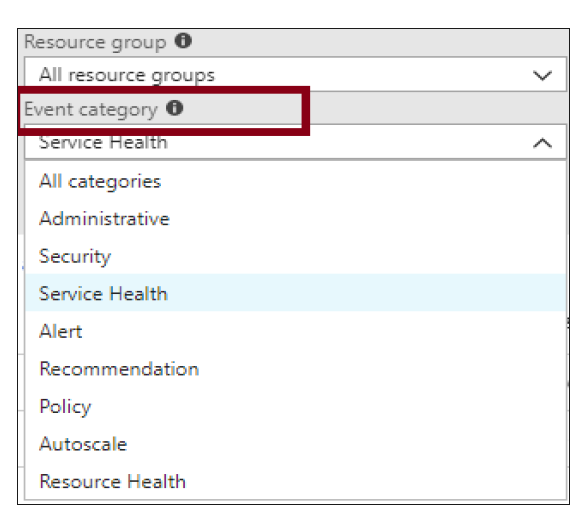 Resource group
All resource groups
Event category
Service Health
All categories
Administrative
Security
Service Health
Alert
Recommendation
Policy
Autoscale
Resource Health